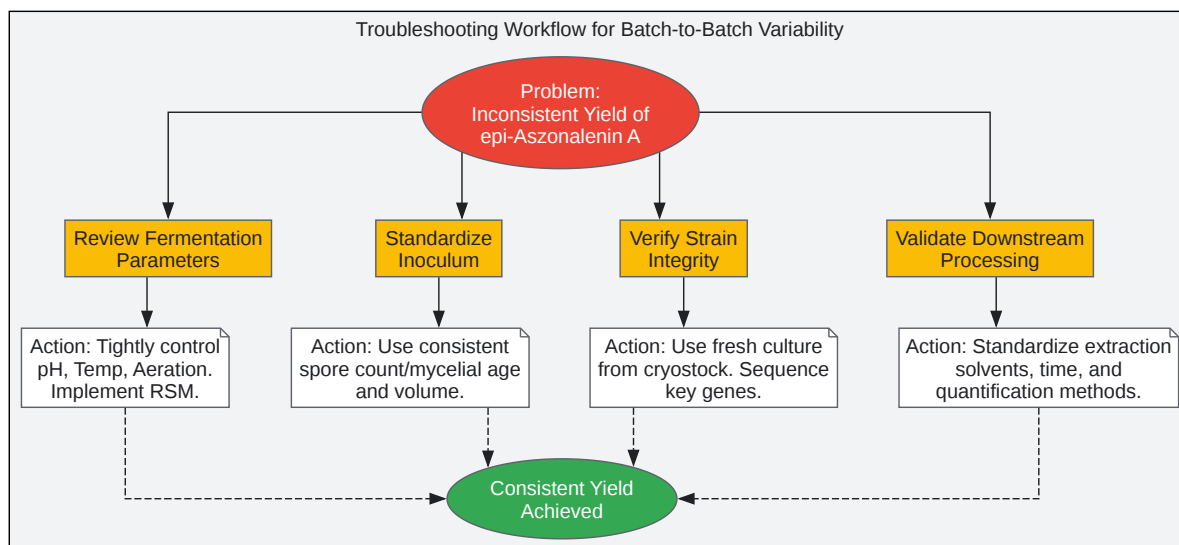 Troubleshooting Workflow for Batch-to-Batch Variability
Problem:
Inconsistent Yield of
epi-Aszonalenin A
Review Fermentation
Parameters
Standardize
Inoculum
Verify Strain
Integrity
Validate Downstream
Processing
Action: Tightly control
pH, Temp, Aeration.
Implement RSM.
Action: Use consistent
spore count/mycelial age
and volume.
Action: Use fresh culture
from cryostock. Sequence
key genes.
Action: Standardize extraction
solvents, time, and
quantification methods.
Consistent Yield
Achieved